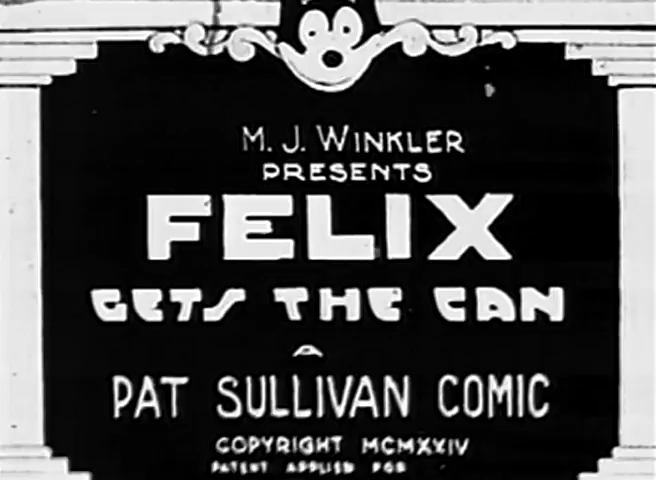 M. J. WINKLER
PRESENTS
FELIX
GETS THE CAN
A
PAT SULLIVAN COMIC
COPYRIGHT MCMXXIV
PATENT APPLIED FOR